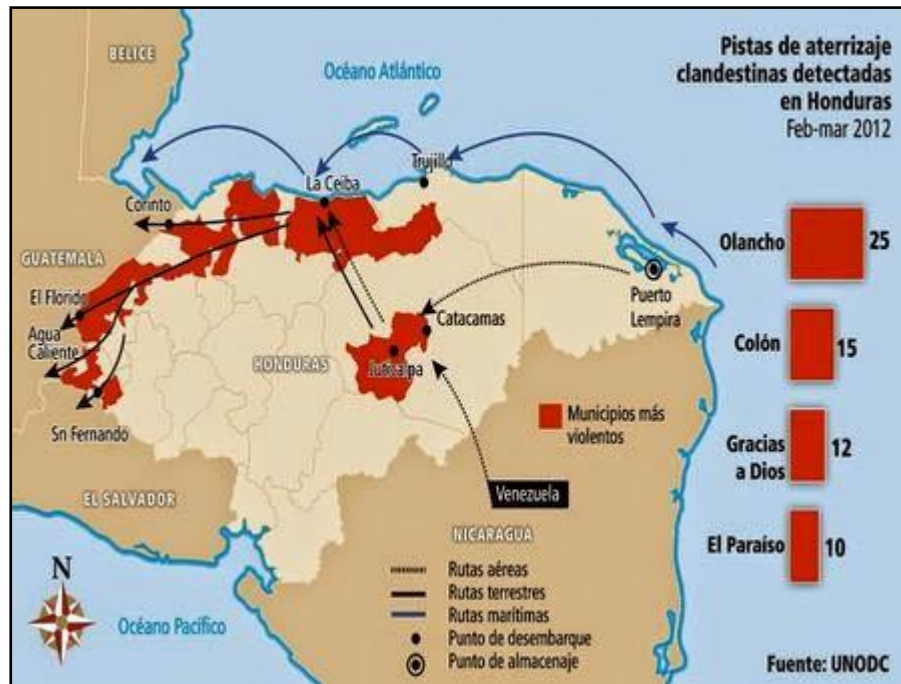 BELICE
Océano Atlántico
Pistas de aterrizaje
clandestinas detectadas
en Honduras
Feb-mar 2012
Trujillo
La Ceiba
Corinto
GUATEMALA
El Florido
Agua
Caliente
Sn Fernando
HONDURAS
Catacamas
Juticalpa
Puerto
Lempira
Olancho
25
Colón
15
Gracias
a Dios
12
El Paraíso
10
Municipios más
violentos
Venezuela
EL SALVADOR
NICARAGUA
N
Océano Pacífico
Rutas aéreas
Rutas terrestres
Rutas marítimas
Punto de desembarque
Punto de almacenaje
Fuente: UNODC